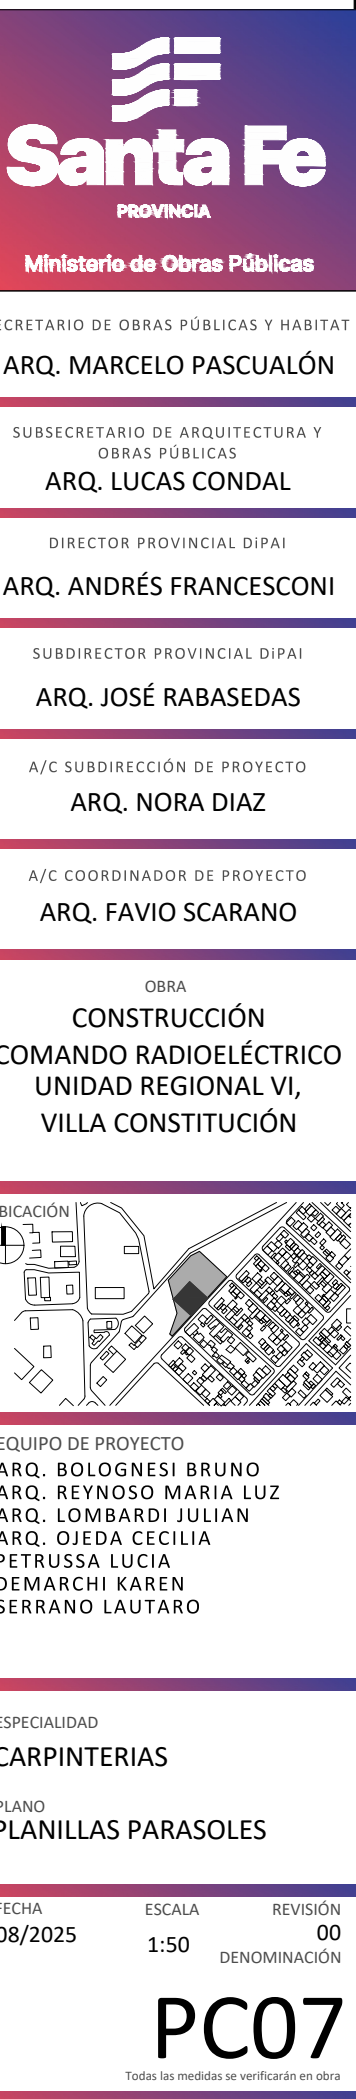 Santa Fe
PROVINCIA
Ministerio de Obras Públicas
ECRETARIO DE OBRAS PÚBLICAS Y HABITAT
ARQ. MARCELO PASCUALÓN
SUBSECRETARIO DE ARQUITECTURA Y
OBRAS PÚBLICAS
ARQ. LUCAS CONDAL
DIRECTOR PROVINCIAL DiPAI
ARQ. ANDRÉS FRANCESCONI
SUBDIRECTOR PROVINCIAL DiPAI
ARQ. JOSÉ RABASEDAS
A/C SUBDIRECCIÓN DE PROYECTO
ARQ. NORA DIAZ
A/C COORDINADOR DE PROYECTO
ARQ. FAVIO SCARANO
OBRA
CONSTRUCCIÓN
COMANDO RADIOELÉCTRICO
UNIDAD REGIONAL VI,
VILLA CONSTITUCIÓN
BICACIÓN
EQUIPO DE PROYECTO
ARQ. BOLOGNESI BRUNO
ARQ. REYNOSO MARIA LUZ
ARQ. LOMBARDI JULIAN
ARQ. OJEDA CECILIA
PETRUSSA LUCIA
DEMARCHI KAREN
SERRANO LAUTARO
ESPECIALIDAD
CARPINTERIAS
PLANO
PLANILLAS PARASOLES
FECHA ESCALA REVISIÓN
08/2025 1:50 00
DENOMINACIÓN
PC07
Todas las medidas se verificarán en obra